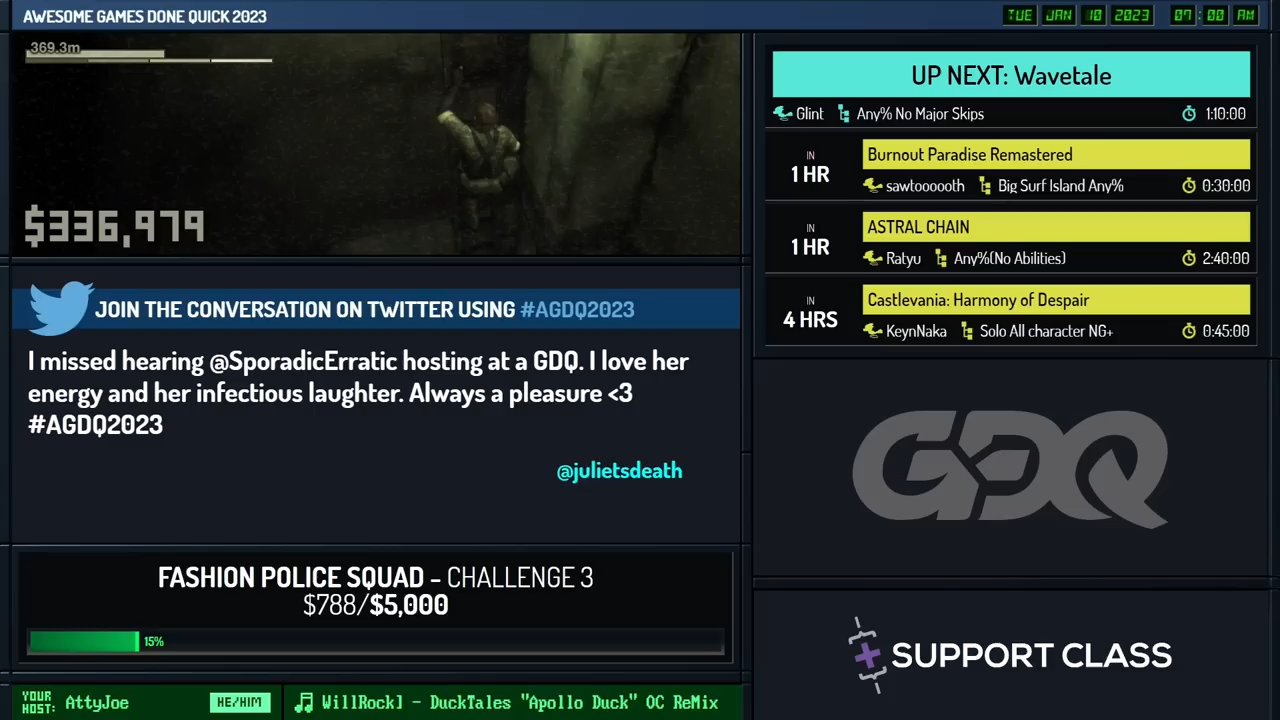 AWESOME GAMES DONE QUICK 2023
TUE JAN 10 2023 07:00 AM
369.3m
$336,979
UP NEXT: Wavetale
Glint Any% No Major Skips 1:10:00
IN
1 HR
Burnout Paradise Remastered
sawtoooooth Big Surf Island Any% 0:30:00
IN
1 HR
ASTRAL CHAIN
Ratyu Any%(No Abilities) 2:40:00
IN
4 HRS
Castlevania: Harmony of Despair
KeynNaka Solo All character NG+ 0:45:00
JOIN THE CONVERSATION ON TWITTER USING #AGDQ2023
I missed hearing @SporadicErratic hosting at a GDQ. I love her
energy and her infectious laughter. Always a pleasure <3
#AGDQ2023
@julietsdeath
GDQ
FASHION POLICE SQUAD - CHALLENGE 3
$788/$5,000
15%
SUPPORT CLASS
YOUR
HOST: AttyJoe HE/HIM
WillRock] - DuckTales "Apollo Duck" OC ReMix